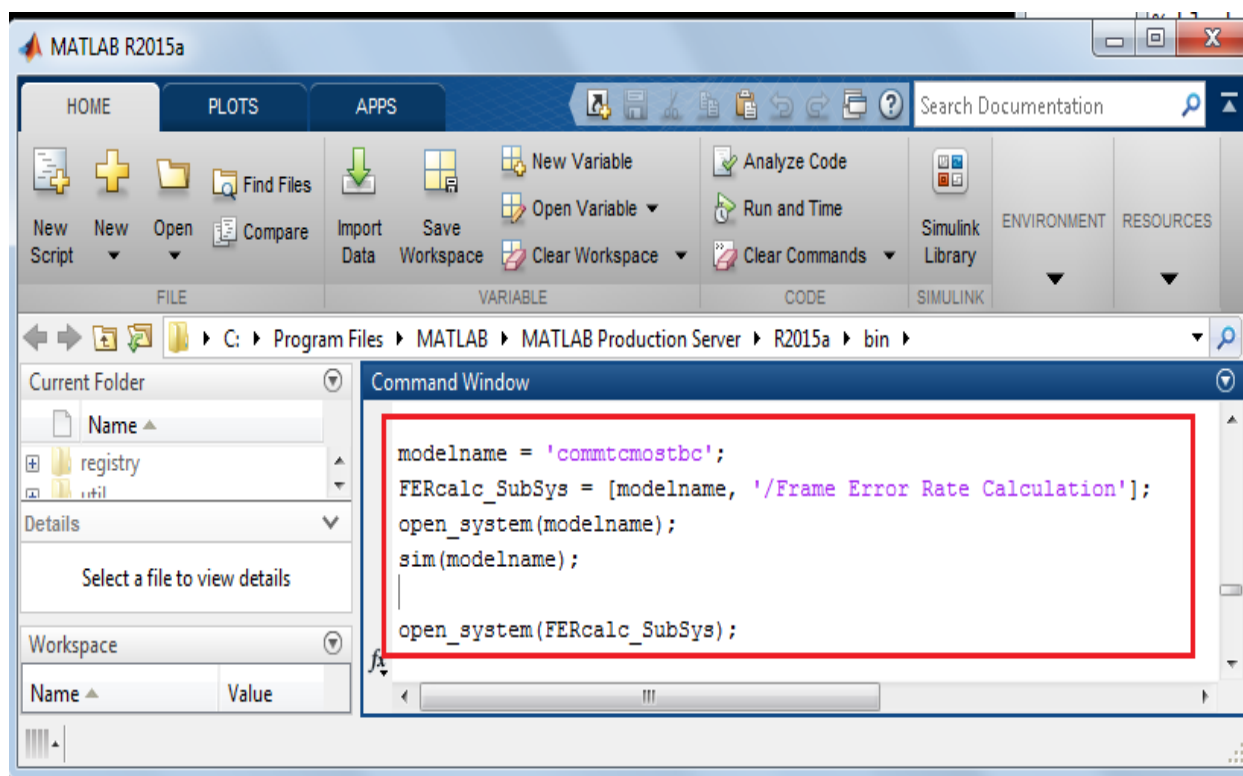 MATLAB R2015a
HOME PLOTS APPS Search Documentation
New Script
New
Open
Find Files
Compare
FILE
Import Data
Save Workspace
New Variable
Open Variable
Clear Workspace
VARIABLE
Analyze Code
Run and Time
Clear Commands
CODE
Simulink Library
SIMULINK
ENVIRONMENT
RESOURCES
C: Program Files MATLAB MATLAB Production Server R2015a bin
Current Folder
Name
registry
util
Details
Select a file to view details
Workspace
Name Value
Command Window
modelname = 'commtcmostbc';
FERcalc_SubSys = [modelname, '/Frame Error Rate Calculation'];
open_system(modelname);
sim(modelname);
open_system(FERcalc_SubSys);
fx